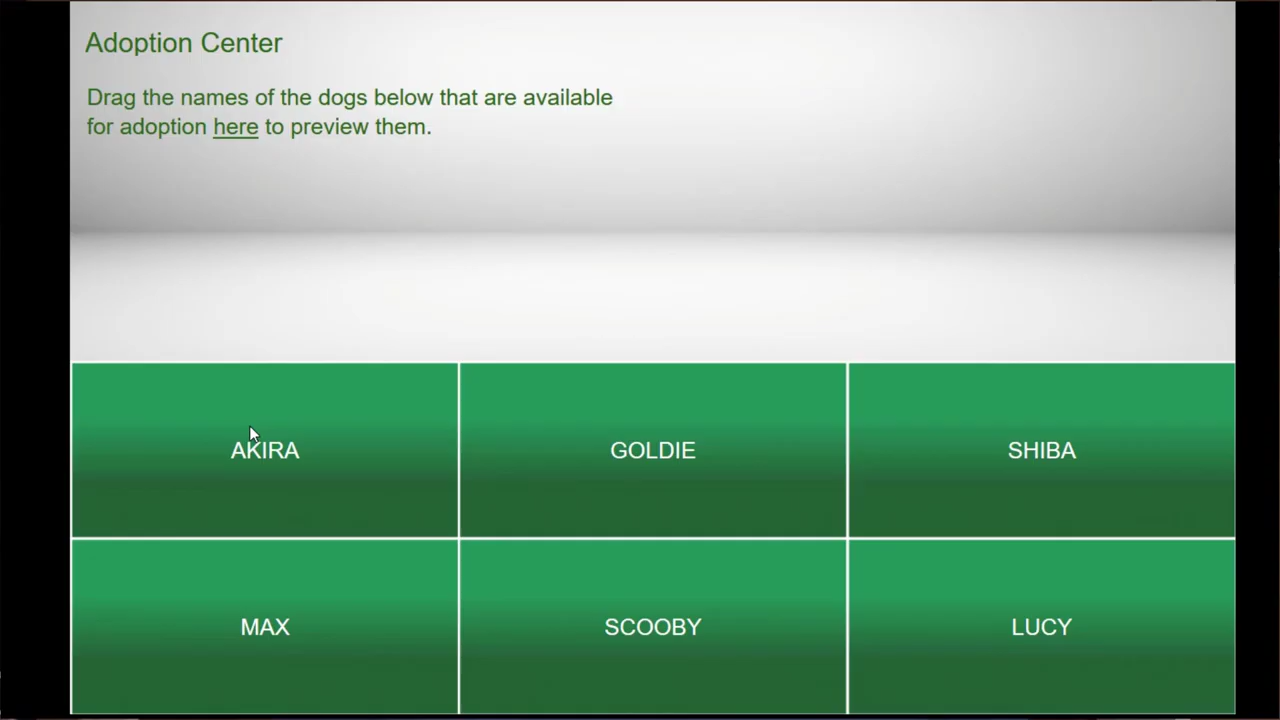 Adoption Center
Drag the names of the dogs below that are available
for adoption here to preview them.
AKIRA
GOLDIE
SHIBA
MAX
SCOOBY
LUCY